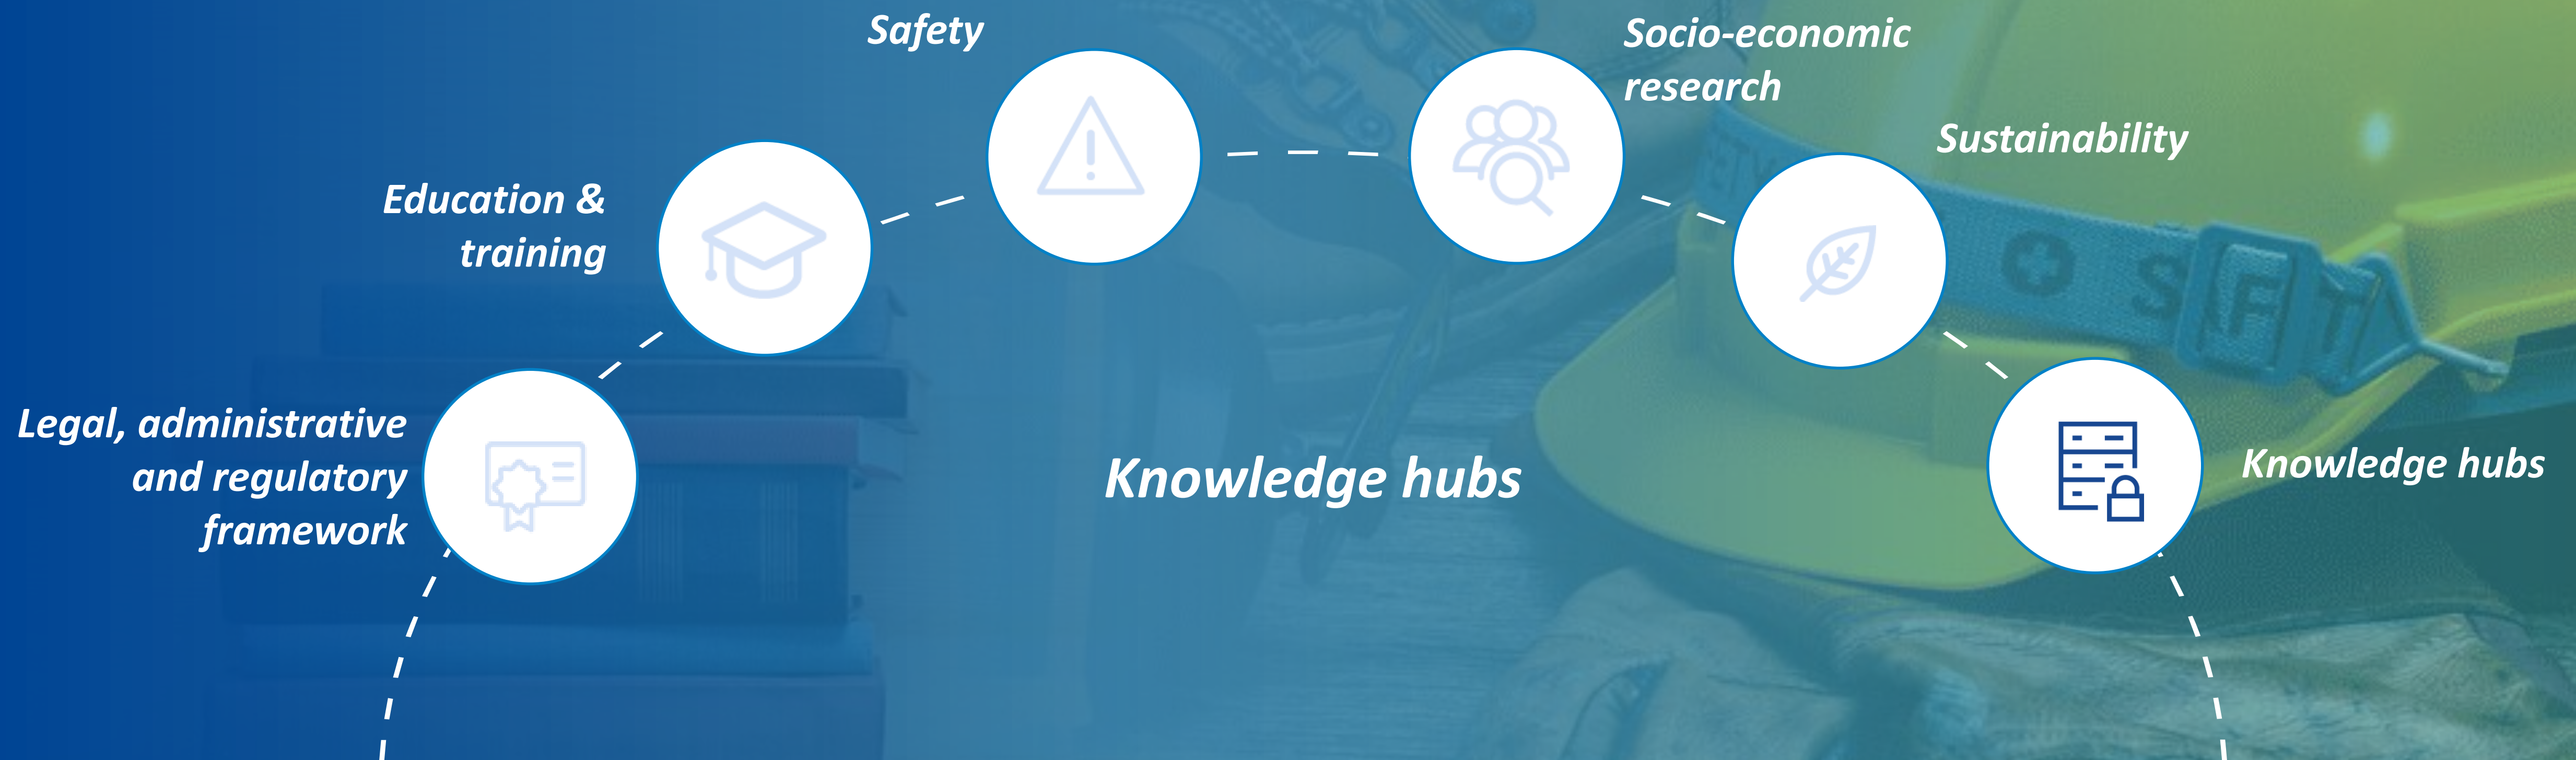 Safety
Socio-economic
research
Sustainability
Education &
training
Legal, administrative
and regulatory
framework
Knowledge hubs
Knowledge hubs